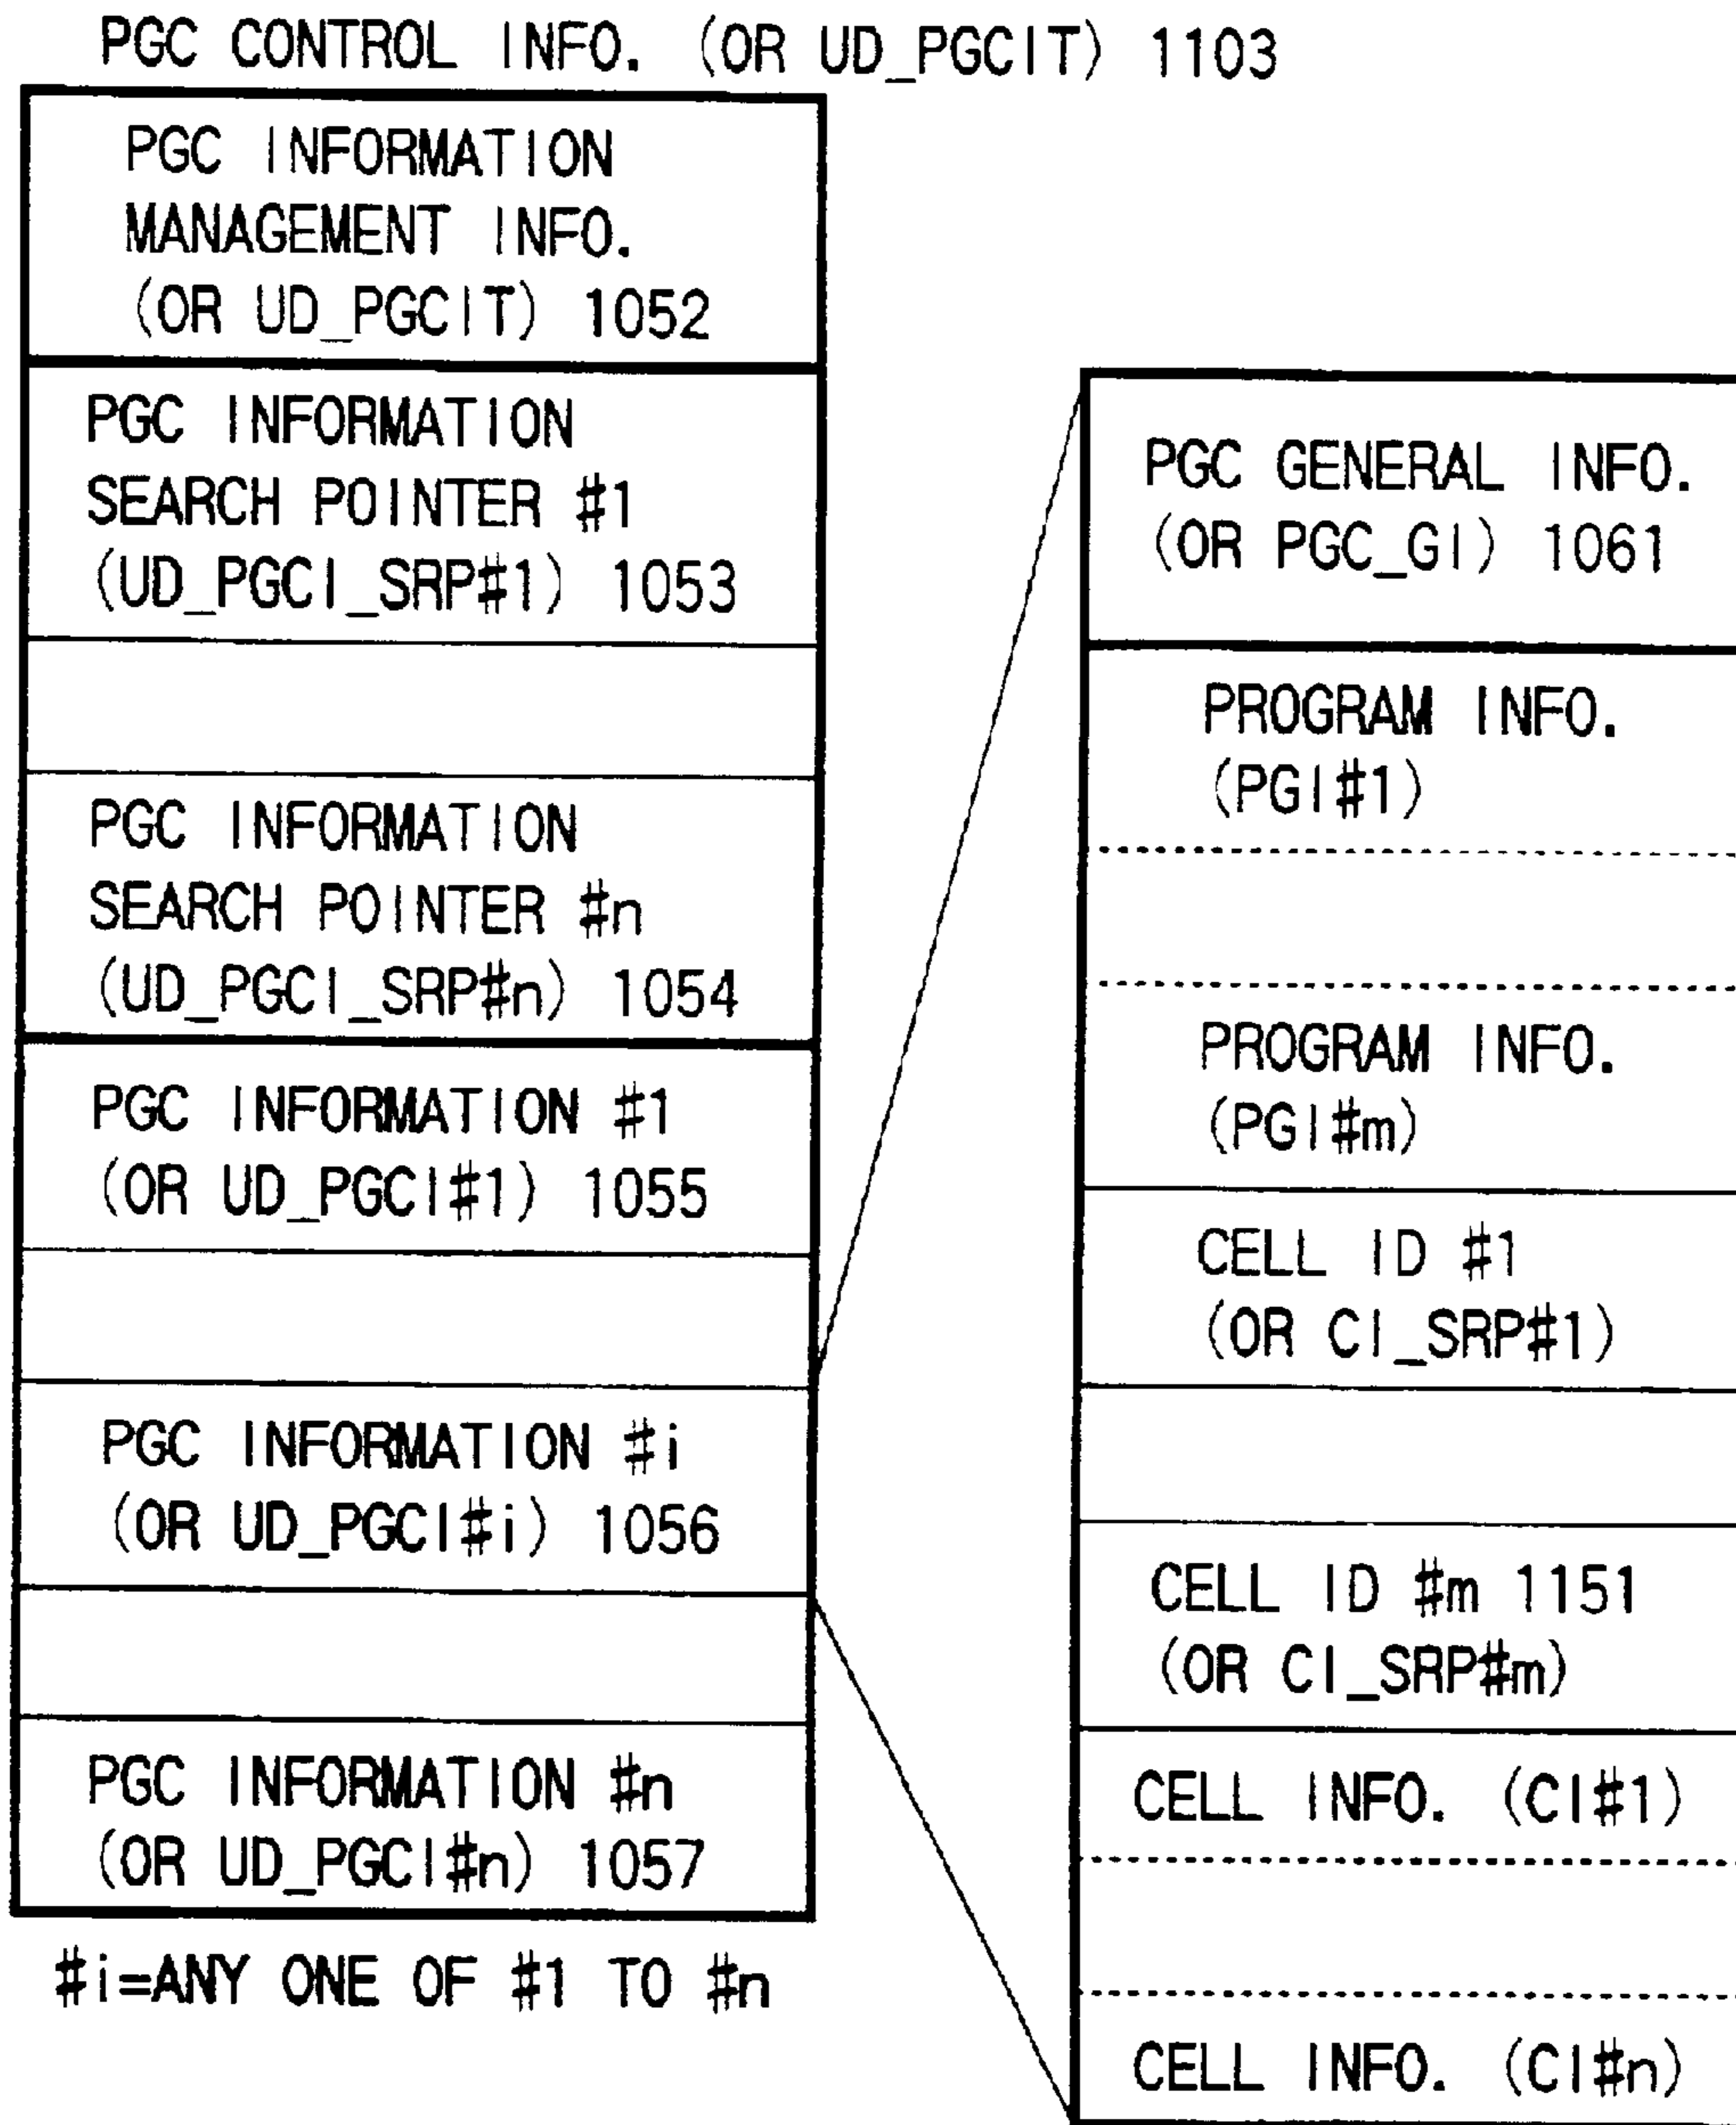 PGC CONTROL INFO. (OR UD_PGCIT) 1103
PGC INFORMATION
MANAGEMENT INFO.
(OR UD_PGCIT) 1052
PGC INFORMATION
SEARCH POINTER #1
(UD_PGCI_SRP#1) 1053
PGC INFORMATION
SEARCH POINTER #n
(UD_PGCI_SRP#n) 1054
PGC INFORMATION #1
(OR UD_PGCI#1) 1055
PGC INFORMATION #i
(OR UD_PGCI#i) 1056
PGC INFORMATION #n
(OR UD_PGCI#n) 1057
#i=ANY ONE OF #1 TO #n
PGC GENERAL INFO.
(OR PGC_GI) 1061
PROGRAM INFO.
(PGI#1)
PROGRAM INFO.
(PGI#m)
CELL ID #1
(OR CI_SRP#1)
CELL ID #m 1151
(OR CI_SRP#m)
CELL INFO. (CI#1)
CELL INFO. (CI#n)